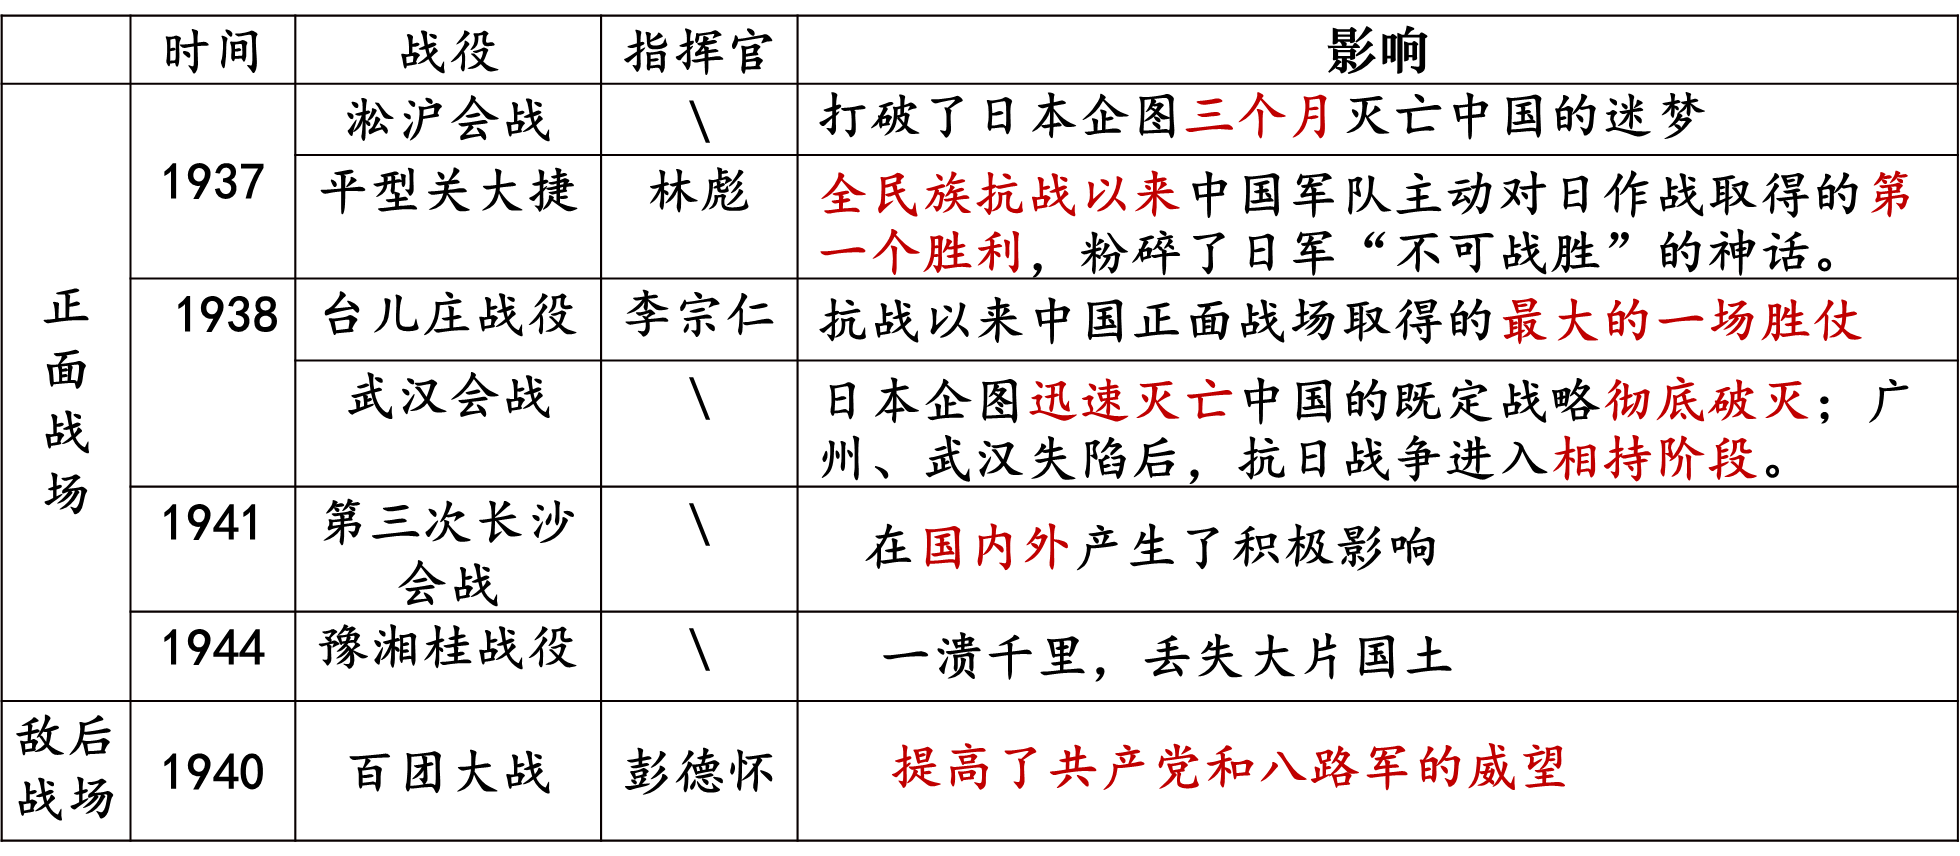 时间 战役 指挥官 影响
正面战场
1937
淞沪会战 \ 打破了日本企图三个月灭亡中国的迷梦
平型关大捷 林彪 全民族抗战以来中国军队主动对日作战取得的第
一个胜利，粉碎了日军“不可战胜”的神话。
1938 台儿庄战役 李宗仁 抗战以来中国正面战场取得的最大的一场胜仗
武汉会战 \ 日本企图迅速灭亡中国的既定战略彻底破灭；广
州、武汉失陷后，抗日战争进入相持阶段。
1941 第三次长沙
会战 \ 在国内外产生了积极影响
1944 豫湘桂战役 \ 一溃千里，丢失大片国土
敌后
战场 1940 百团大战 彭德怀 提高了共产党和八路军的威望